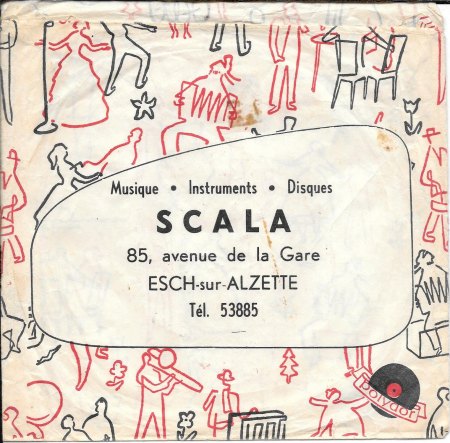 Musique • Instruments • Disques
SCALA
85, avenue de la Gare
ESCH-sur-ALZETTE
Tél. 53885
polydor